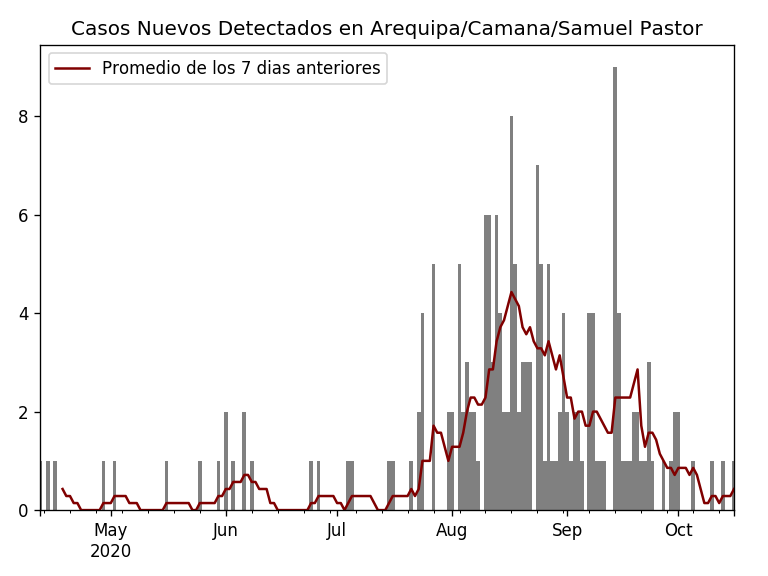 Casos Nuevos Detectados en Arequipa/Camana/Samuel Pastor
Promedio de los 7 dias anteriores
8
6
4
2
0
May Jun Jul Aug Sep Oct
2020